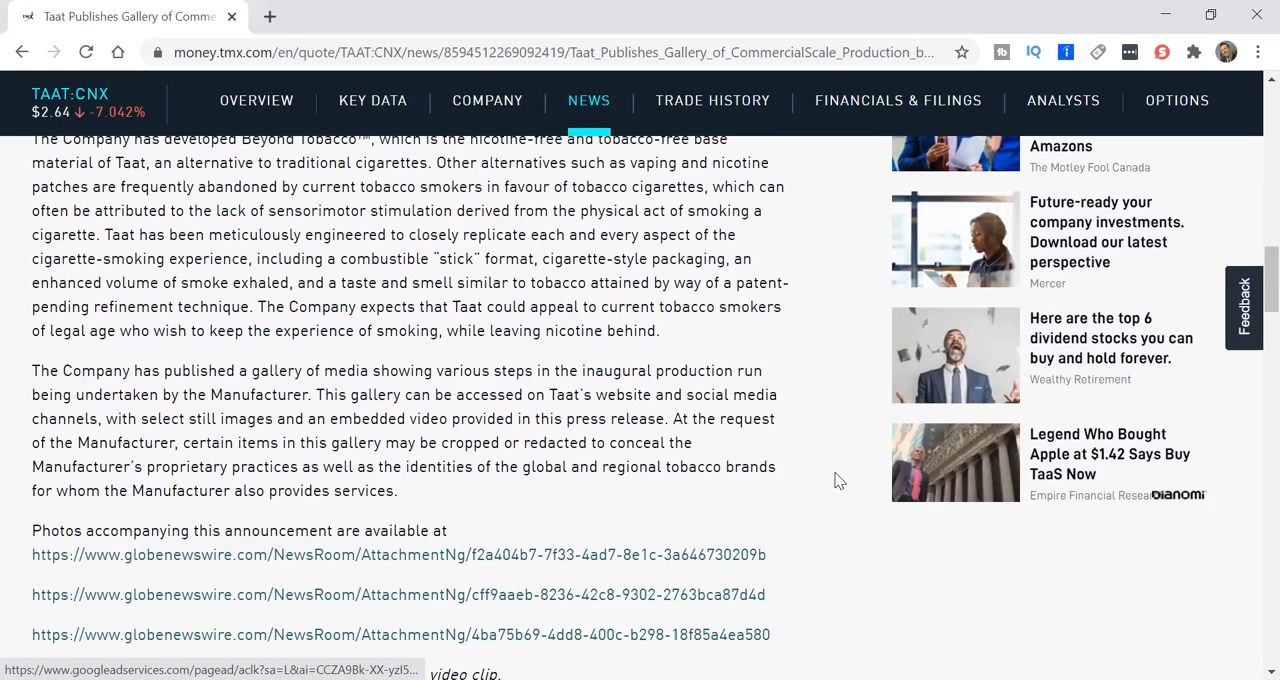 Taat Publishes Gallery of Comme
money.tmx.com/en/quote/TAAT:CNX/news/8594512269092419/Taat_Publishes_Gallery_of_CommercialScale_Production_b...
TAAT:CNX
$2.64 -7.042%
OVERVIEW
KEY DATA
COMPANY
NEWS
TRADE HISTORY
FINANCIALS & FILINGS
ANALYSTS
OPTIONS
The Company has developed Beyond Tobacco™, which is the nicotine-free and tobacco-free base
material of Taat, an alternative to traditional cigarettes. Other alternatives such as vaping and nicotine
patches are frequently abandoned by current tobacco smokers in favour of tobacco cigarettes, which can
often be attributed to the lack of sensorimotor stimulation derived from the physical act of smoking a
cigarette. Taat has been meticulously engineered to closely replicate each and every aspect of the
cigarette-smoking experience, including a combustible “stick” format, cigarette-style packaging, an
enhanced volume of smoke exhaled, and a taste and smell similar to tobacco attained by way of a patent-
pending refinement technique. The Company expects that Taat could appeal to current tobacco smokers
of legal age who wish to keep the experience of smoking, while leaving nicotine behind.
The Company has published a gallery of media showing various steps in the inaugural production run
being undertaken by the Manufacturer. This gallery can be accessed on Taat’s website and social media
channels, with select still images and an embedded video provided in this press release. At the request
of the Manufacturer, certain items in this gallery may be cropped or redacted to conceal the
Manufacturer’s proprietary practices as well as the identities of the global and regional tobacco brands
for whom the Manufacturer also provides services.
Photos accompanying this announcement are available at
https://www.globenewswire.com/NewsRoom/AttachmentNg/f2a404b7-7f33-4ad7-8e1c-3a646730209b
https://www.globenewswire.com/NewsRoom/AttachmentNg/cff9aaeb-8236-42c8-9302-2763bca87d4d
https://www.globenewswire.com/NewsRoom/AttachmentNg/4ba75b69-4dd8-400c-b298-18f85a4ea580
video clip.
https://www.googleadservices.com/pagead/aclk?sa=L&ai=CCZA9Bk-XX-yzI5...
Amazons
The Motley Fool Canada
Future-ready your
company investments.
Download our latest
perspective
Mercer
Here are the top 6
dividend stocks you can
buy and hold forever.
Wealthy Retirement
Legend Who Bought
Apple at $1.42 Says Buy
TaaS Now
Empire Financial Resea
DIANOMI
Feedback